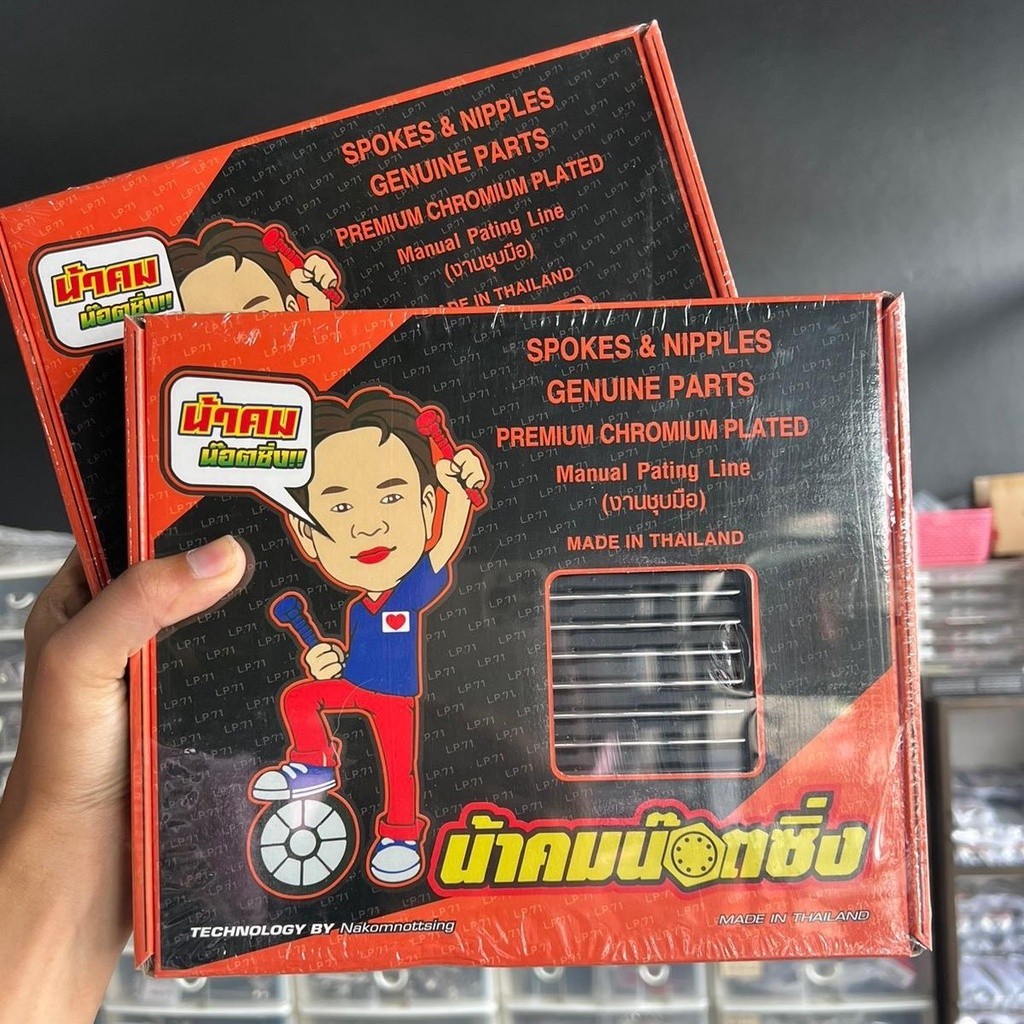 SPOKES & NIPPLES
GENUINE PARTS
PREMIUM CHROMIUM PLATED
Manual Pating Line
(งานชุบมือ)
MADE IN THAILAND
น้าคม
น๊อตซิ่ง!!
SPOKES & NIPPLES
GENUINE PARTS
PREMIUM CHROMIUM PLATED
Manual Pating Line
(งานชุบมือ)
MADE IN THAILAND
น้าคม
น๊อตซิ่ง!!
น้าคมน๊อตซิ่ง
TECHNOLOGY BY Nakomnottsing
MADE IN THAILAND
LP.71